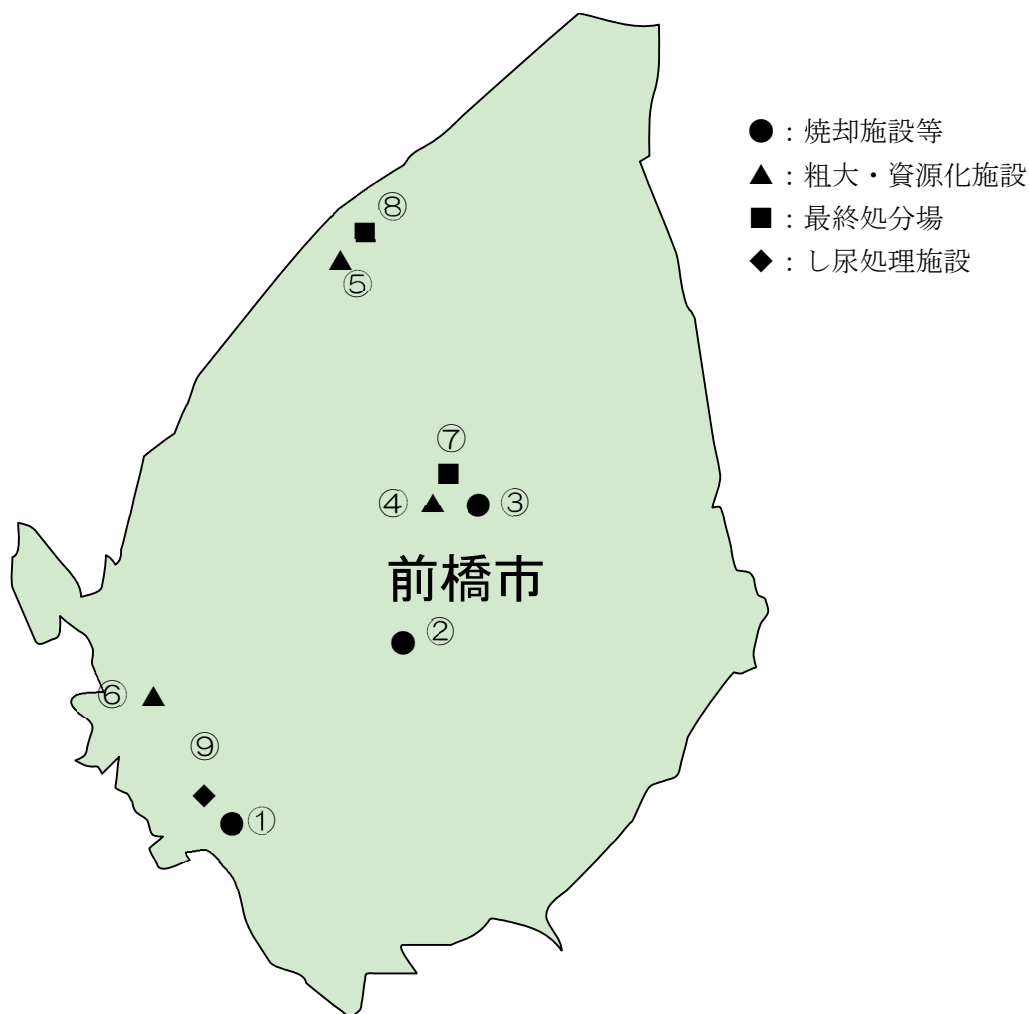 ●：焼却施設等
▲：粗大・資源化施設
■：最終処分場
◆：し尿処理施設
⑧
⑤
⑦
④
③
前橋市
②
⑥
⑨
①